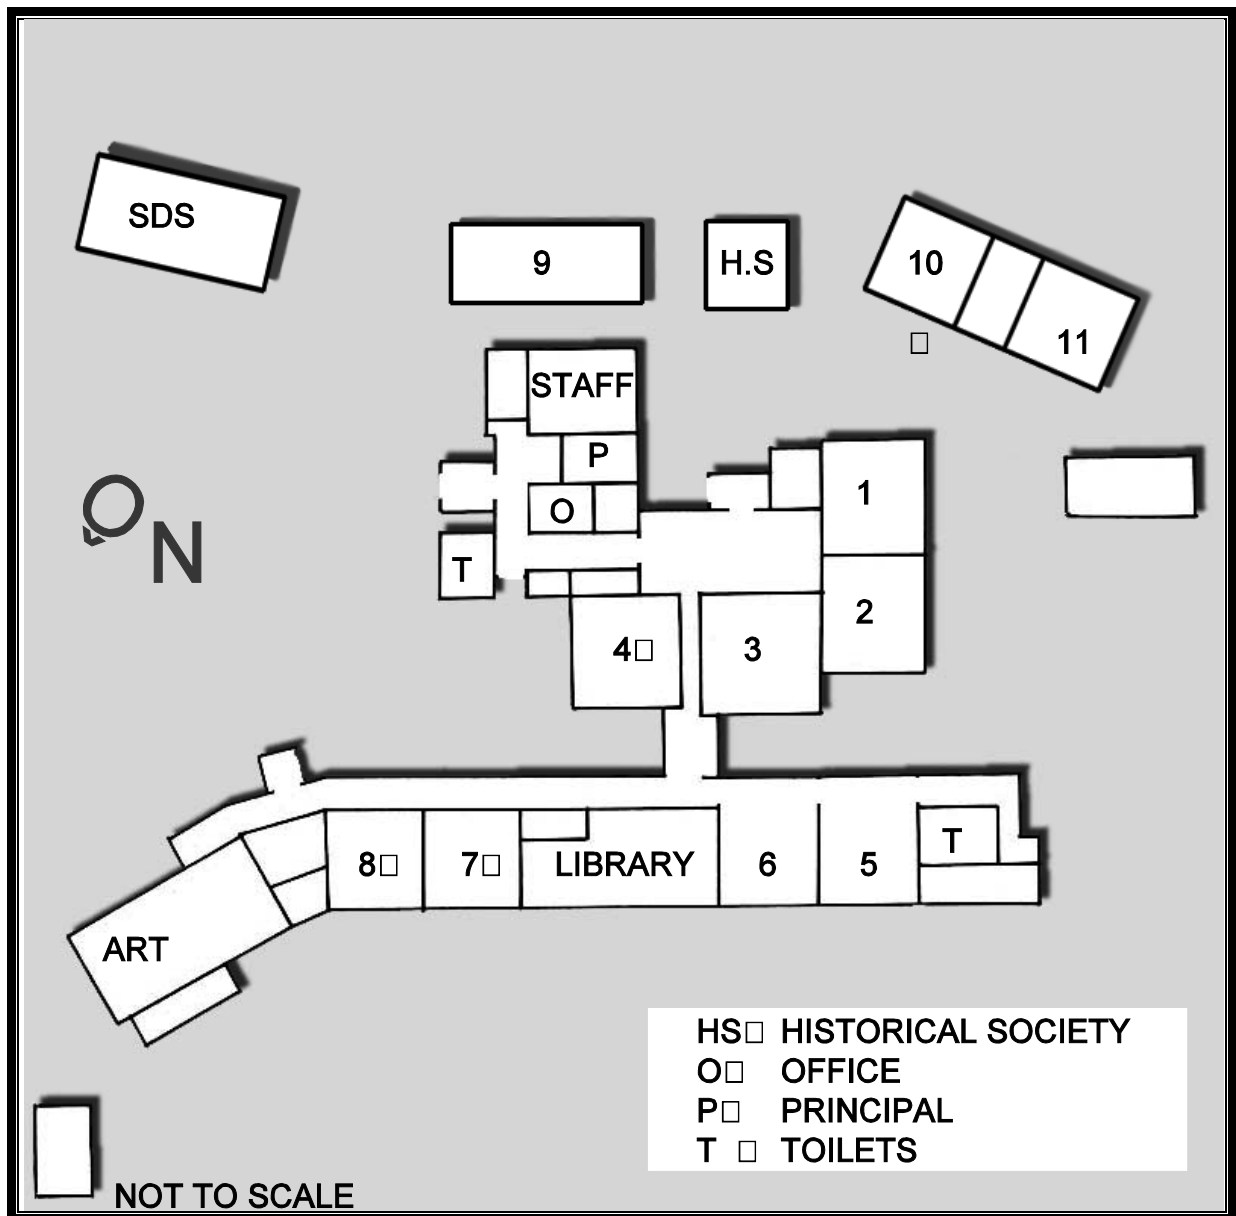 SDS
9
H.S
10
11
STAFF
P
O
T
1
2
N
4□
3
8□
7□
LIBRARY
6
5
T
ART
HS□ HISTORICAL SOCIETY
O□ OFFICE
P□ PRINCIPAL
T □ TOILETS
NOT TO SCALE